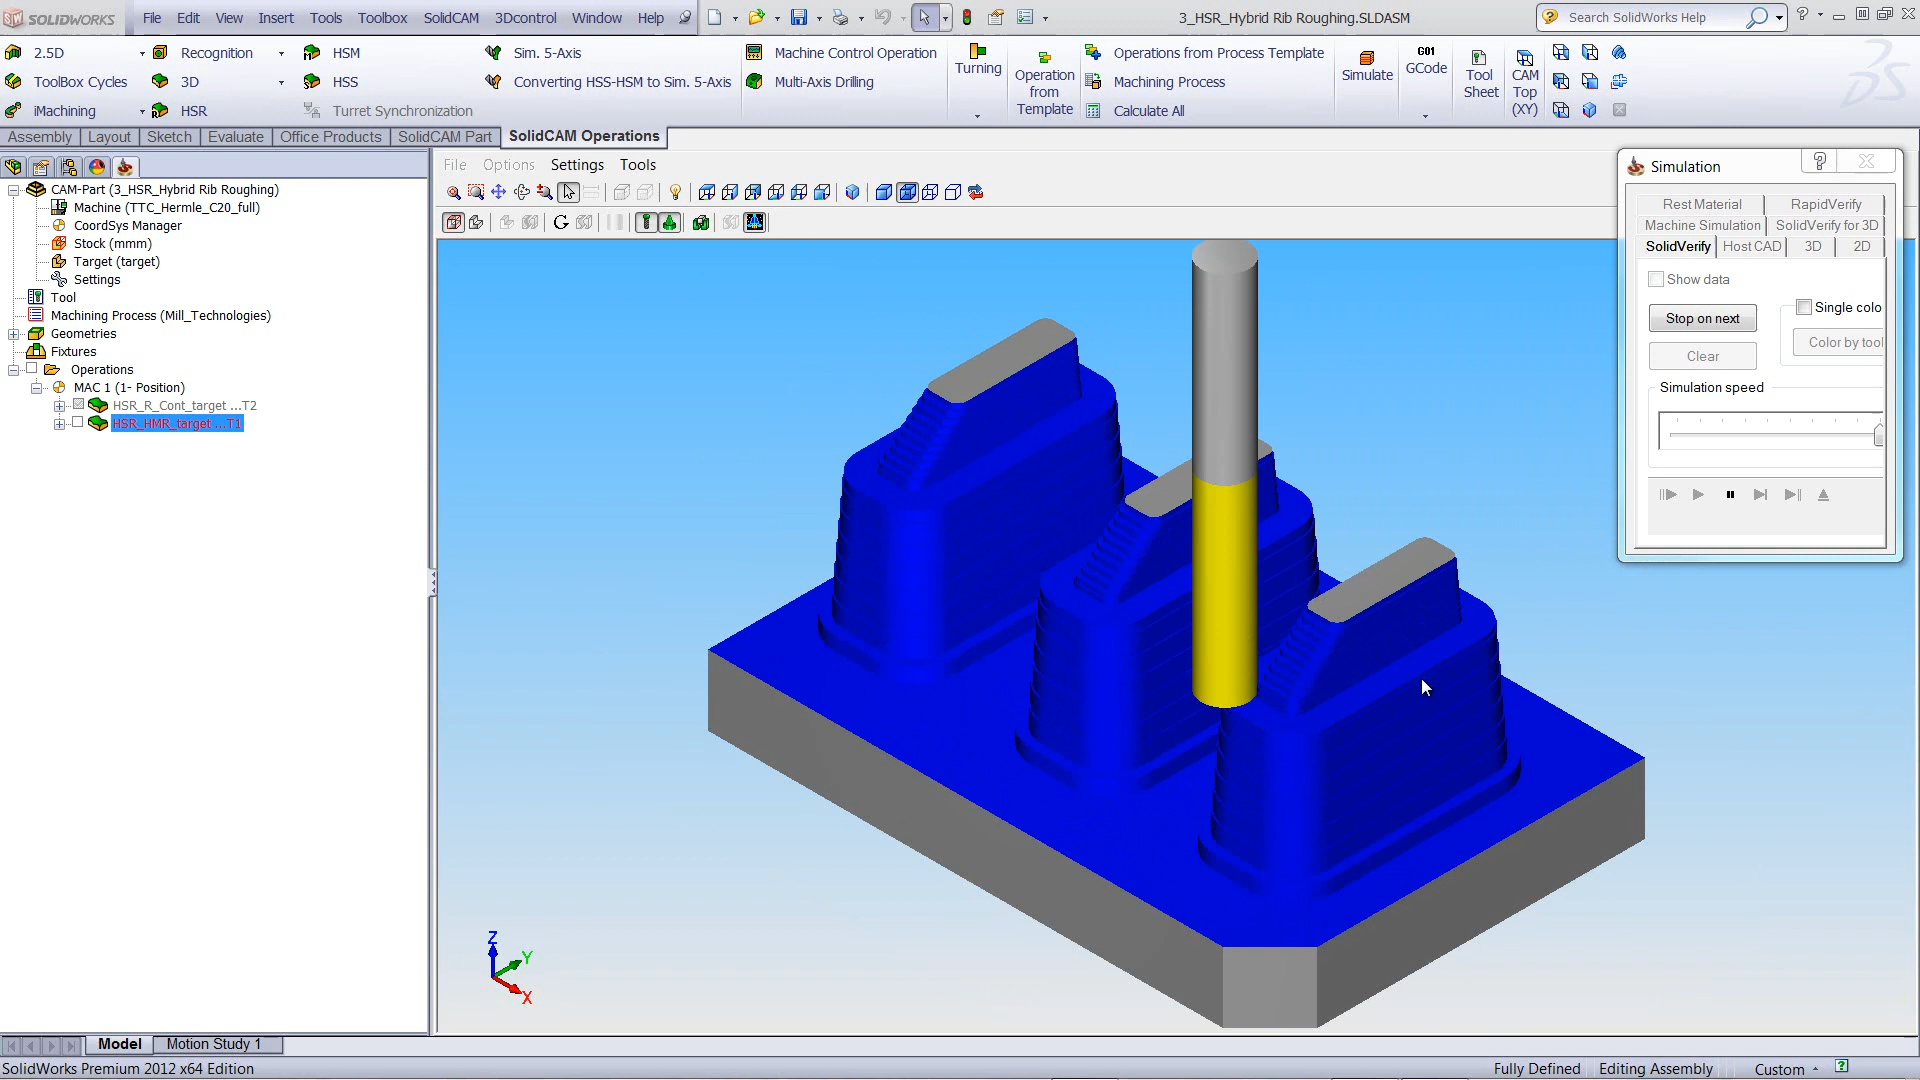 SOLIDWORKS File Edit View Insert Tools Toolbox SolidCAM 3Dcontrol Window Help 3_HSR_Hybrid Rib Roughing.SLDASM Search SolidWorks Help
2.5D Recognition HSM Sim. 5-Axis Machine Control Operation Operations from Process Template
ToolBox Cycles 3D HSS Converting HSS-HSM to Sim. 5-Axis Multi-Axis Drilling Machining Process
iMachining HSR Turret Synchronization Calculate All
Turning
Operation
from
Template
Simulate
G01
GCode
Tool
Sheet
CAM
Top
(XY)
Assembly Layout Sketch Evaluate Office Products SolidCAM Part SolidCAM Operations
File Options Settings Tools
CAM-Part (3_HSR_Hybrid Rib Roughing)
Machine (TTC_Hermle_C20_full)
CoordSys Manager
Stock (mmm)
Target (target)
Settings
Tool
Machining Process (Mill_Technologies)
Geometries
Fixtures
Operations
MAC 1 (1- Position)
HSR_R_Cont_target ...T2
HSR_HMR_target ...T1
Simulation
Rest Material RapidVerify
Machine Simulation SolidVerify for 3D
SolidVerify Host CAD 3D 2D
Show data
Stop on next
Single colo
Clear
Color by tool
Simulation speed
Z
Y
X
Model Motion Study 1
SolidWorks Premium 2012 x64 Edition Fully Defined Editing Assembly Custom